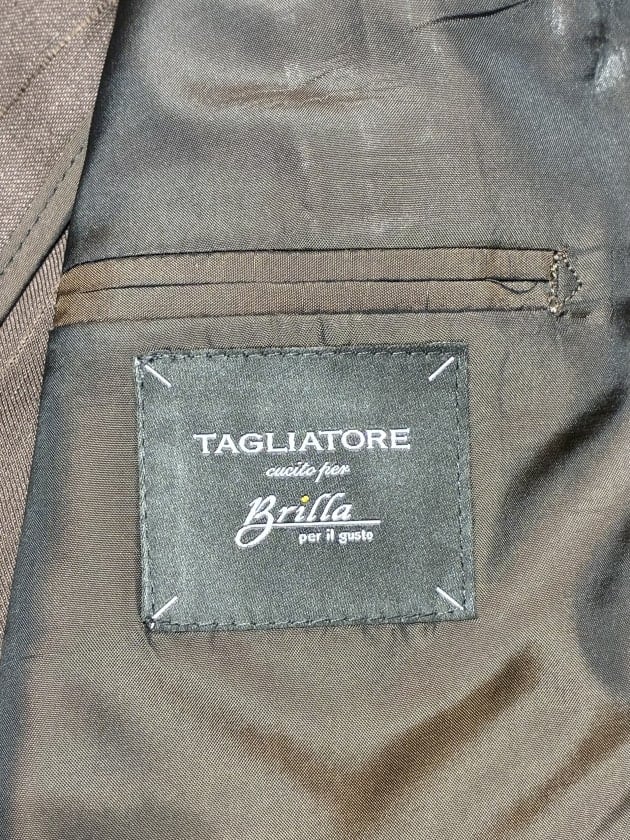 TAGLIATORE
cucito per
Brilla
per il gusto